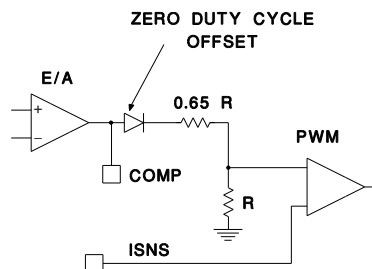 ZERO DUTY CYCLE
OFFSET
E/A
0.65 R
+
−
PWM
COMP
R
ISNS